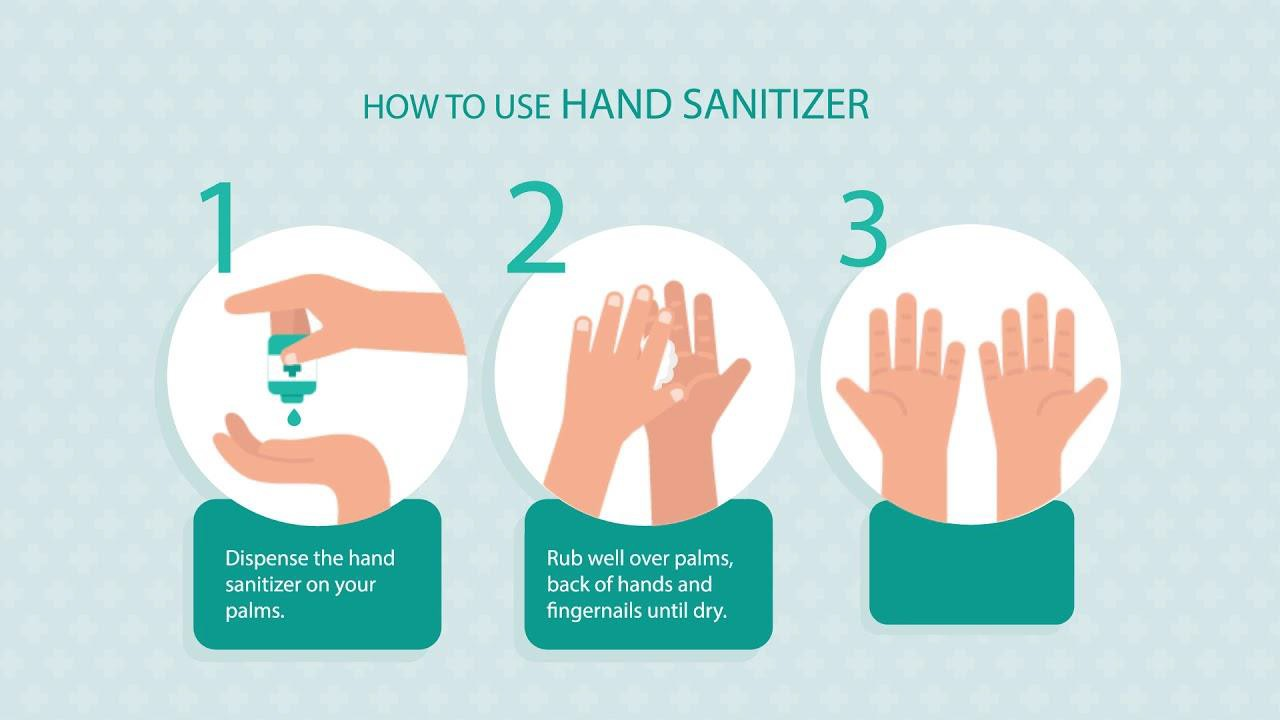 HOW TO USE HAND SANITIZER
1
2
3
Dispense the hand
sanitizer on your
palms.
Rub well over palms,
back of hands and
fingernails until dry.